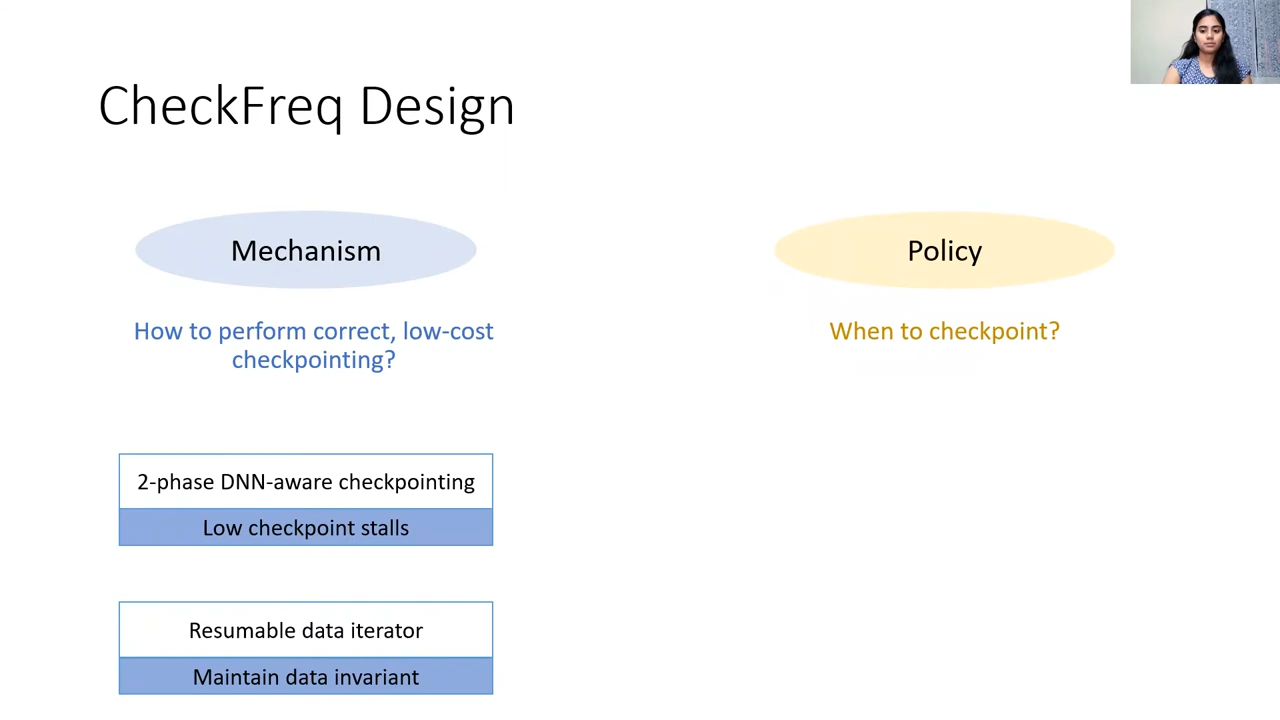 CheckFreq Design
Mechanism
How to perform correct, low-cost
checkpointing?
2-phase DNN-aware checkpointing
Low checkpoint stalls
Resumable data iterator
Maintain data invariant
Policy
When to checkpoint?